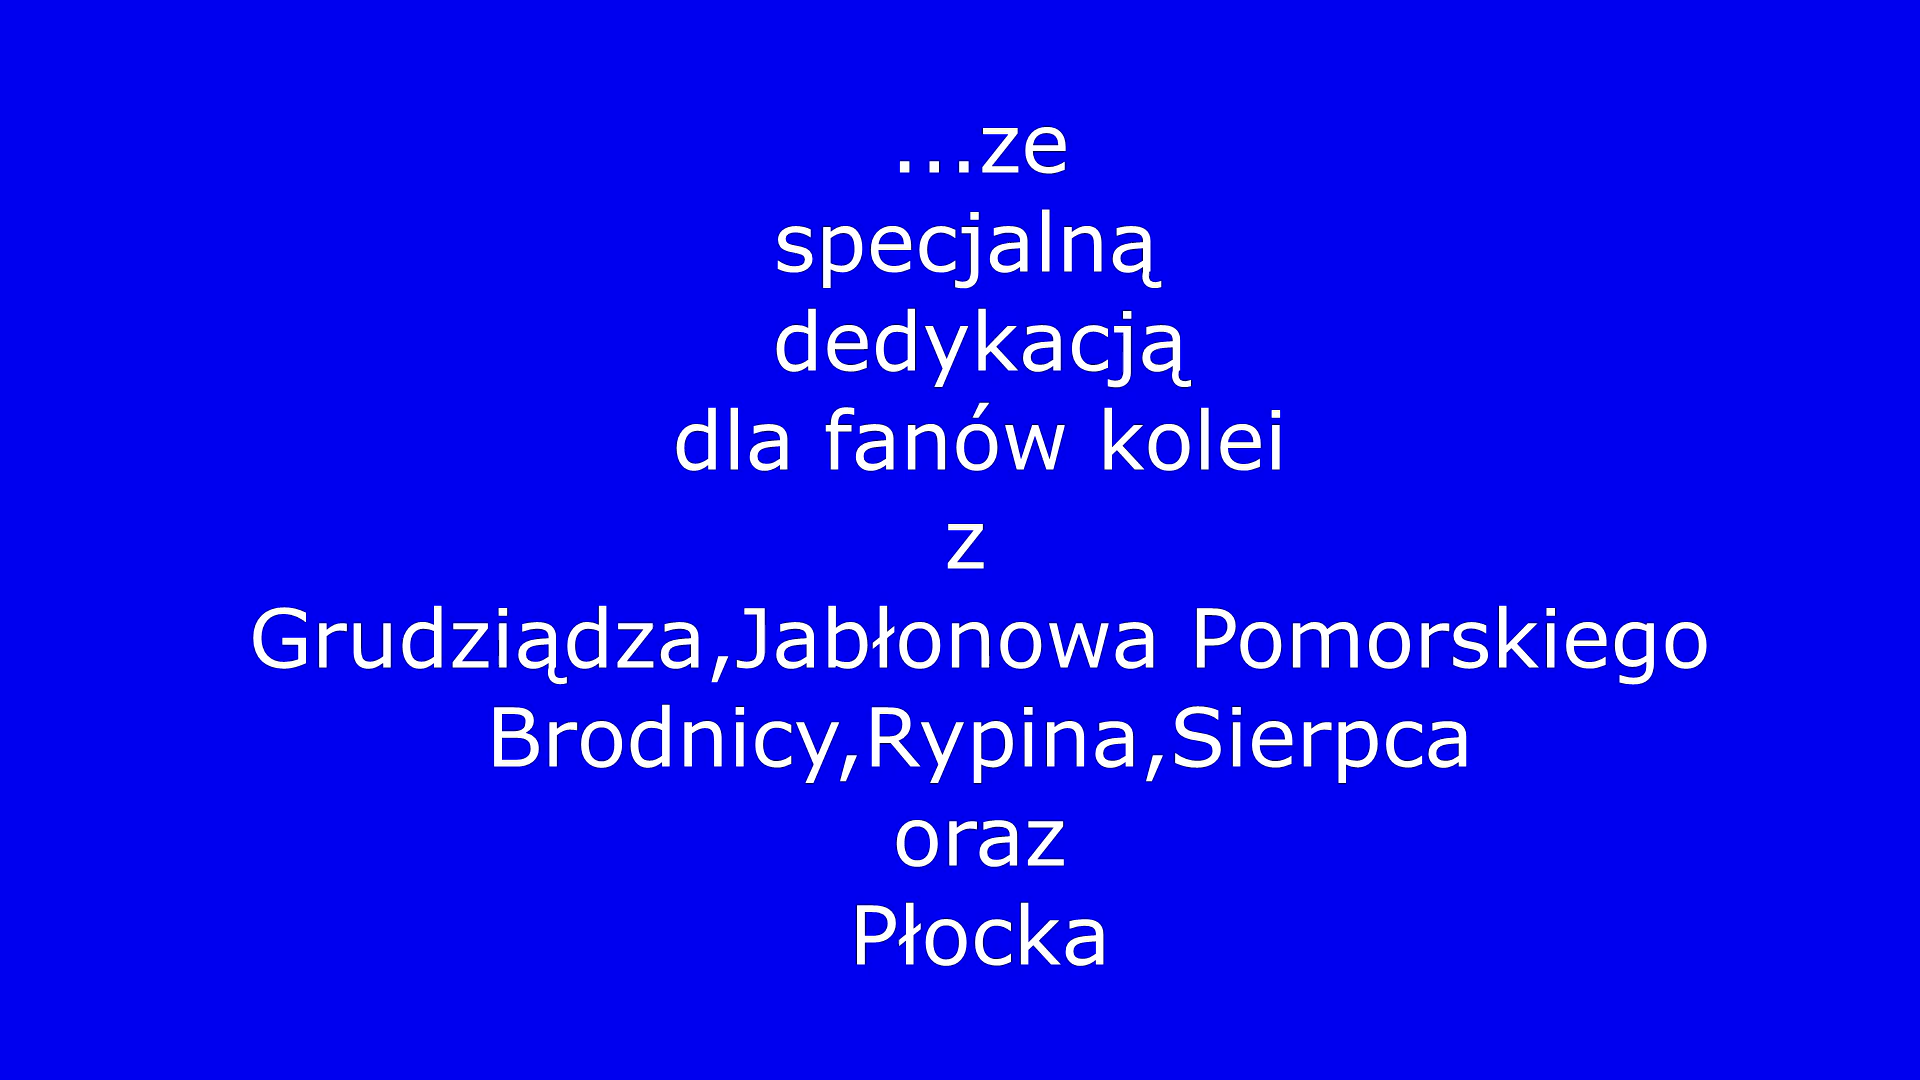 ...ze
specjalną
dedykacją
dla fanów kolei
z
Grudziądza,Jabłonowa Pomorskiego
Brodnicy,Rypina,Sierpca
oraz
Płocka